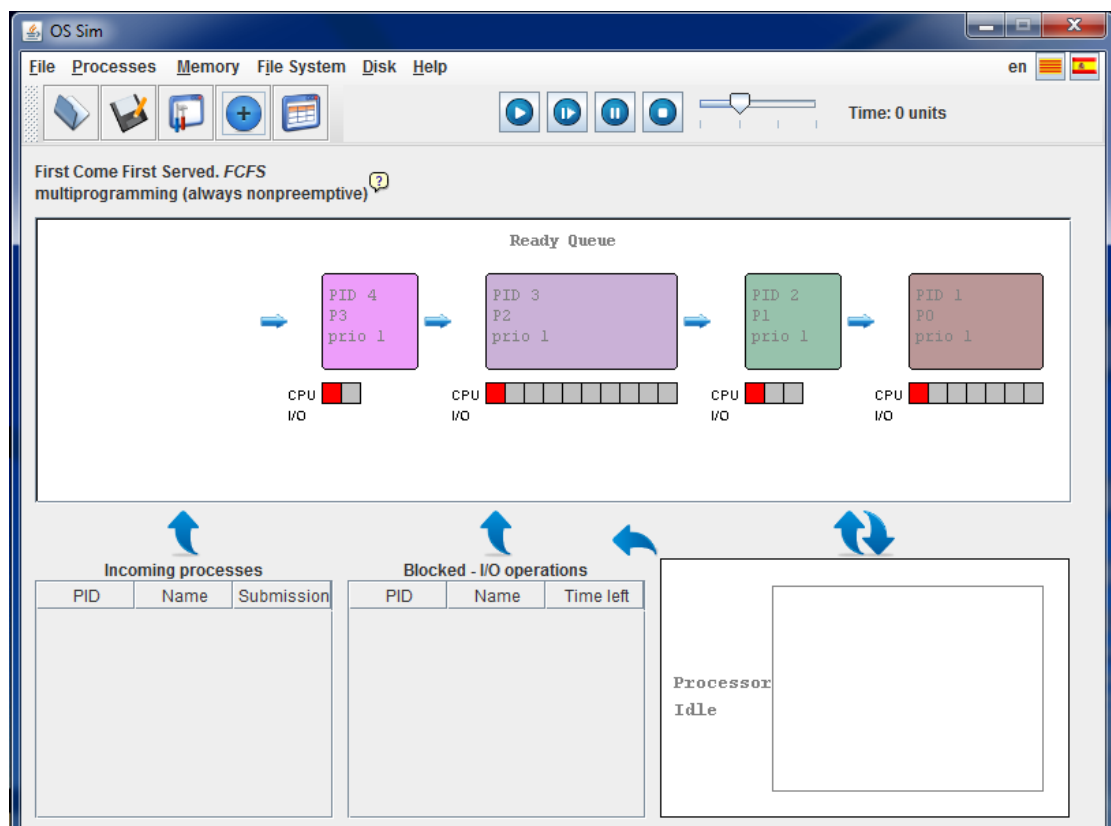 OS Sim
File Processes Memory File System Disk Help
en
Time: 0 units
First Come First Served. FCFS
multiprogramming (always nonpreemptive)
?
Ready Queue
PID 4
P3
prio 1
CPU
I/O
PID 3
P2
prio 1
CPU
I/O
PID 2
P1
prio 1
CPU
I/O
PID 1
P0
prio 1
CPU
I/O
Incoming processes
PID Name Submission
Blocked - I/O operations
PID Name Time left
Processor
Idle